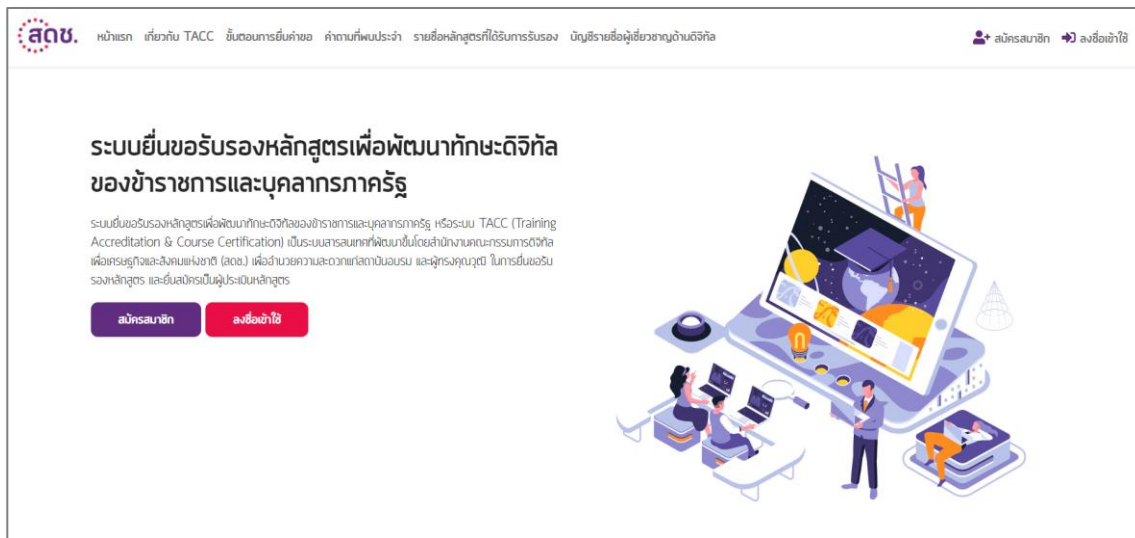 สดช. หน้าแรก เกี่ยวกับ TACC ขั้นตอนการยื่นคำขอ คำถามที่พบประจำ รายชื่อหลักสูตรที่ได้รับการรับรอง บัญชีรายชื่อผู้เชี่ยวชาญด้านดิจิทัล สมัครสมาชิก ลงชื่อเข้าใช้
ระบบยื่นขอรับรองหลักสูตรเพื่อพัฒนาทักษะดิจิทัล
ของข้าราชการและบุคลากรภาครัฐ
ระบบยื่นขอรับรองหลักสูตรเพื่อพัฒนาทักษะดิจิทัลของข้าราชการและบุคลากรภาครัฐ หรือระบบ TACC (Training
Accreditation & Course Certification) เป็นระบบสารสนเทศที่พัฒนาขึ้นโดยสำนักงานคณะกรรมการดิจิทัล
เพื่อเศรษฐกิจและสังคมแห่งชาติ (สดช.) เพื่ออำนวยความสะดวกแก่สถาบันอบรม และผู้ทรงคุณวุฒิ ในการยื่นขอรับ
รองหลักสูตร และยื่นสมัครเป็นผู้ประเมินหลักสูตร
สมัครสมาชิก ลงชื่อเข้าใช้